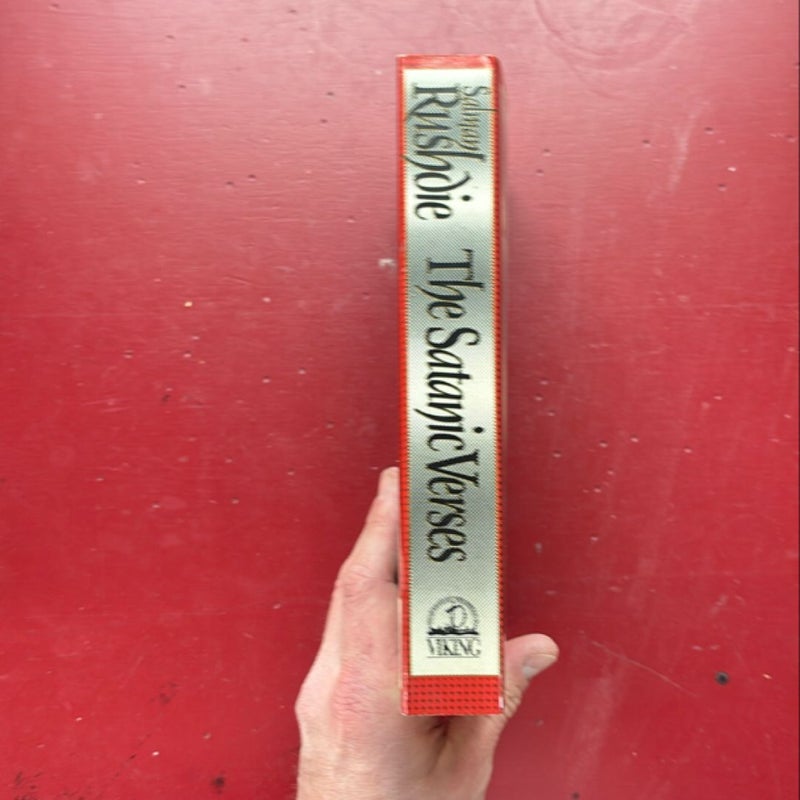 Salman
Rushdie
The Satanic Verses
VIKING